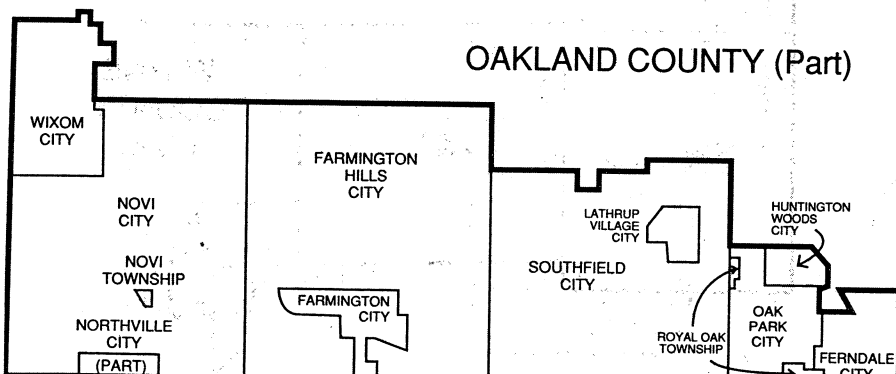 OAKLAND COUNTY (Part)
WIXOM
CITY
FARMINGTON
HILLS
CITY
NOVI
CITY
LATHRUP
VILLAGE
CITY
HUNTINGTON
WOODS
CITY
NOVI
TOWNSHIP
SOUTHFIELD
CITY
FARMINGTON
CITY
NORTHVILLE
CITY
(PART)
OAK
PARK
CITY
ROYAL OAK
TOWNSHIP
FERNDALE
CITY